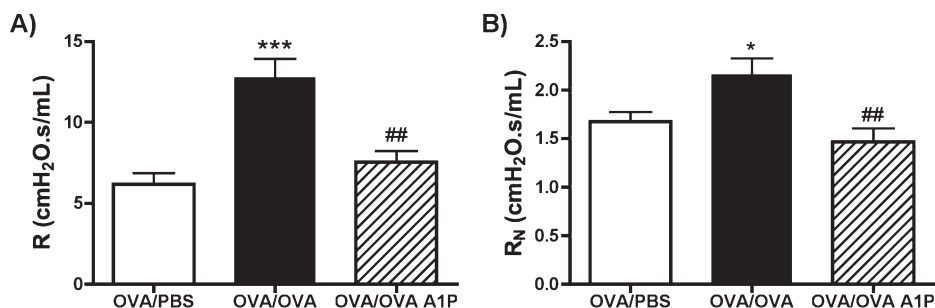 A)
R (cmH₂O.s/mL)
15
10
5
0
***
##
OVA/PBS
OVA/OVA
OVA/OVA A1P
B)
R_N (cmH₂O.s/mL)
2.5
2.0
1.5
1.0
0.5
0.0
*
##
OVA/PBS
OVA/OVA
OVA/OVA A1P